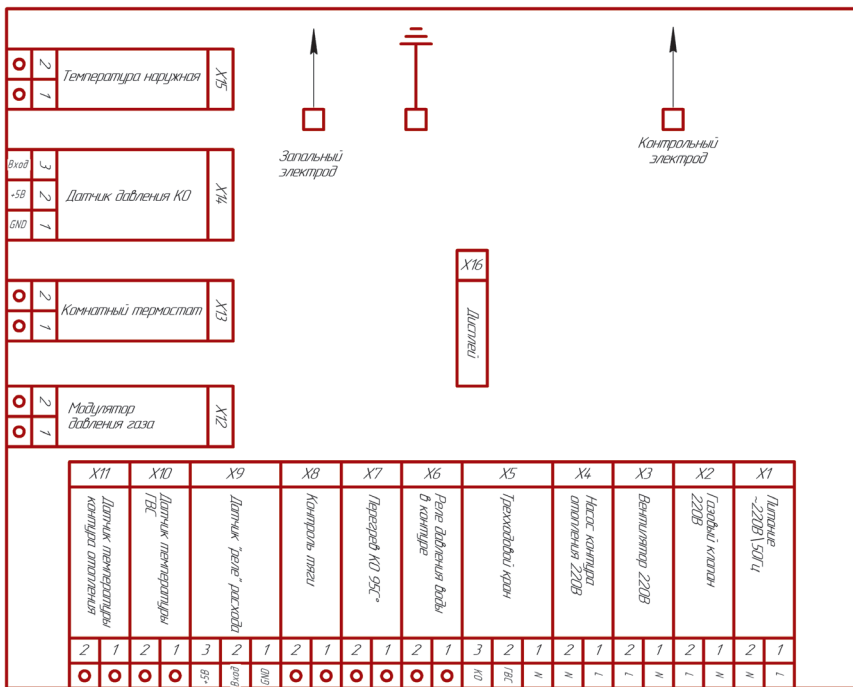 2
Температура наружная
X15
1
Запальный
электрод
Контрольный
электрод
Вход
3
+5В
2
Датчик давления КО
X14
GND
1
X16
Дисплей
2
Комнатный термостат
X13
1
2
Модулятор
давления газа
X12
1
X11 X10 X9 X8 X7 X6 X5 X4 X3 X2 X1
Датчик температуры
контура отопления
Датчик температуры
ГВС
Датчик "реле" расхода
Контроль тяги
Перегрев КО 95С°
Реле давления воды
в контуре
Трехходовой кран
Насос контура
отопления 220В
Вентилятор 220В
Газовый клапан
220В
Питание
~220В\50Гц
2 1 2 1 3 2 1 2 1 2 1 2 1 3 2 1 2 1 2 1 2 1 2 1
+5В вход GND КО ГВС N N L L N L N N L